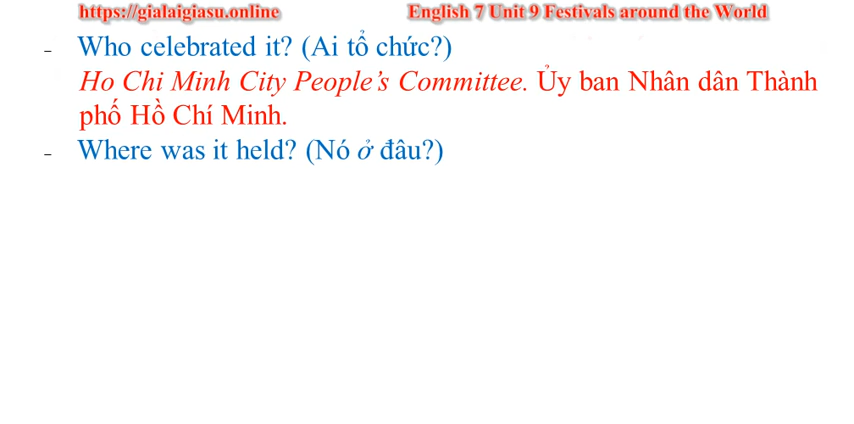 https://gialaigiasu.online English 7 Unit 9 Festivals around the World
- Who celebrated it? (Ai tổ chức?)
Ho Chi Minh City People's Committee. Ủy ban Nhân dân Thành
phố Hồ Chí Minh.
- Where was it held? (Nó ở đâu?)